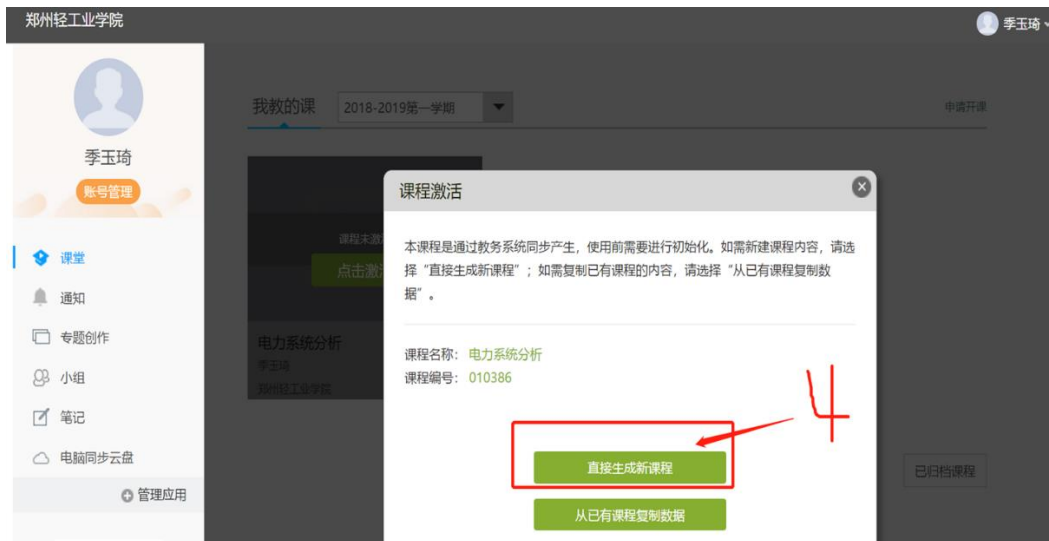 郑州轻工业学院
季玉琦
季玉琦
账号管理
课堂
通知
专题创作
小组
笔记
电脑同步云盘
管理应用
我教的课
2018-2019第一学期
申请开课
课程未激
点击激
电力系统分析
季玉琦
郑州轻工业学院
课程激活
本课程是通过教务系统同步产生，使用前需要进行初始化。如需新建课程内容，请选
择“直接生成新课程”；如需复制已有课程的内容，请选择“从已有课程复制数
据”。
课程名称： 电力系统分析
课程编号： 010386
4
直接生成新课程
从已有课程复制数据
已归档课程